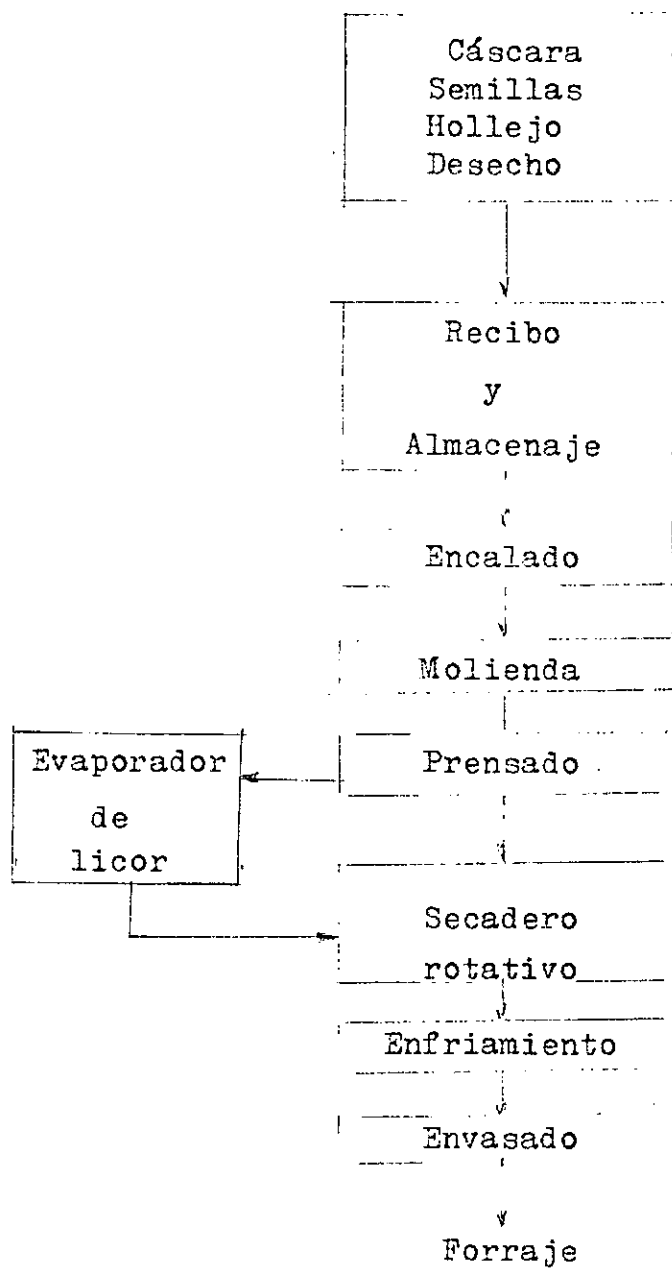 Cáscara
Semillas
Hollejo
Desecho
Recibo
y
Almacenaje
Encalado
Molienda
Prensado
Evaporador
de
licor
Secadero
rotativo
Enfriamiento
Envasado
Forraje